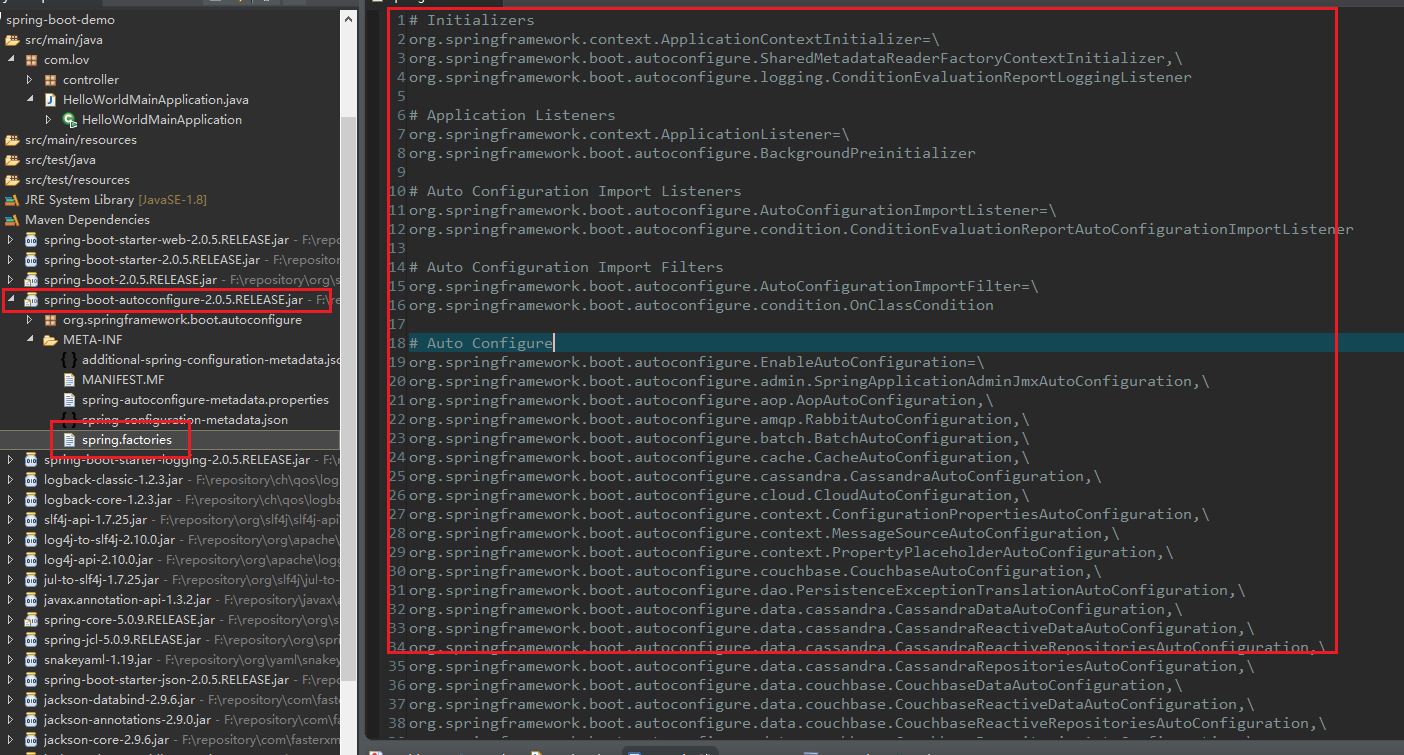 spring-boot-demo
src/main/java
com.lov
controller
HelloWorldMainApplication.java
HelloWorldMainApplication
src/main/resources
src/test/java
src/test/resources
JRE System Library [JavaSE-1.8]
Maven Dependencies
spring-boot-starter-web-2.0.5.RELEASE.jar - F:\repo
spring-boot-starter-2.0.5.RELEASE.jar - F:\repositor
spring-boot-2.0.5.RELEASE.jar - F:\repository\org\s
spring-boot-autoconfigure-2.0.5.RELEASE.jar - F:\re
org.springframework.boot.autoconfigure
META-INF
additional-spring-configuration-metadata.jsc
MANIFEST.MF
spring-autoconfigure-metadata.properties
spring-configuration-metadata.json
spring.factories
spring-boot-starter-logging-2.0.5.RELEASE.jar - F:\
logback-classic-1.2.3.jar - F:\repository\ch\qos\log
logback-core-1.2.3.jar - F:\repository\ch\qos\logba
slf4j-api-1.7.25.jar - F:\repository\org\slf4j\slf4j-api
log4j-to-slf4j-2.10.0.jar - F:\repository\org\apache\
log4j-api-2.10.0.jar - F:\repository\org\apache\logg
jul-to-slf4j-1.7.25.jar - F:\repository\org\slf4j\jul-to-
javax.annotation-api-1.3.2.jar - F:\repository\javax\a
spring-core-5.0.9.RELEASE.jar - F:\repository\org\s
spring-jcl-5.0.9.RELEASE.jar - F:\repository\org\spri
snakeyaml-1.19.jar - F:\repository\org\yaml\snakey
spring-boot-starter-json-2.0.5.RELEASE.jar - F:\repo
jackson-databind-2.9.6.jar - F:\repository\com\faste
jackson-annotations-2.9.0.jar - F:\repository\com\fa
jackson-core-2.9.6.jar - F:\repository\com\fasterxm
1 # Initializers
2 org.springframework.context.ApplicationContextInitializer=\
3 org.springframework.boot.autoconfigure.SharedMetadataReaderFactoryContextInitializer,\
4 org.springframework.boot.autoconfigure.logging.ConditionEvaluationReportLoggingListener
5
6 # Application Listeners
7 org.springframework.context.ApplicationListener=\
8 org.springframework.boot.autoconfigure.BackgroundPreinitializer
9
10 # Auto Configuration Import Listeners
11 org.springframework.boot.autoconfigure.AutoConfigurationImportListener=\
12 org.springframework.boot.autoconfigure.condition.ConditionEvaluationReportAutoConfigurationImportListener
13
14 # Auto Configuration Import Filters
15 org.springframework.boot.autoconfigure.AutoConfigurationImportFilter=\
16 org.springframework.boot.autoconfigure.condition.OnClassCondition
17
18 # Auto Configure
19 org.springframework.boot.autoconfigure.EnableAutoConfiguration=\
20 org.springframework.boot.autoconfigure.admin.SpringApplicationAdminJmxAutoConfiguration,\
21 org.springframework.boot.autoconfigure.aop.AopAutoConfiguration,\
22 org.springframework.boot.autoconfigure.amqp.RabbitAutoConfiguration,\
23 org.springframework.boot.autoconfigure.batch.BatchAutoConfiguration,\
24 org.springframework.boot.autoconfigure.cache.CacheAutoConfiguration,\
25 org.springframework.boot.autoconfigure.cassandra.CassandraAutoConfiguration,\
26 org.springframework.boot.autoconfigure.cloud.CloudAutoConfiguration,\
27 org.springframework.boot.autoconfigure.context.ConfigurationPropertiesAutoConfiguration,\
28 org.springframework.boot.autoconfigure.context.MessageSourceAutoConfiguration,\
29 org.springframework.boot.autoconfigure.context.PropertyPlaceholderAutoConfiguration,\
30 org.springframework.boot.autoconfigure.couchbase.CouchbaseAutoConfiguration,\
31 org.springframework.boot.autoconfigure.dao.PersistenceExceptionTranslationAutoConfiguration,\
32 org.springframework.boot.autoconfigure.data.cassandra.CassandraDataAutoConfiguration,\
33 org.springframework.boot.autoconfigure.data.cassandra.CassandraReactiveDataAutoConfiguration,\
34 org.springframework.boot.autoconfigure.data.cassandra.CassandraReactiveRepositoriesAutoConfiguration,\
35 org.springframework.boot.autoconfigure.data.cassandra.CassandraRepositoriesAutoConfiguration,\
36 org.springframework.boot.autoconfigure.data.couchbase.CouchbaseDataAutoConfiguration,\
37 org.springframework.boot.autoconfigure.data.couchbase.CouchbaseReactiveDataAutoConfiguration,\
38 org.springframework.boot.autoconfigure.data.couchbase.CouchbaseReactiveRepositoriesAutoConfiguration,\